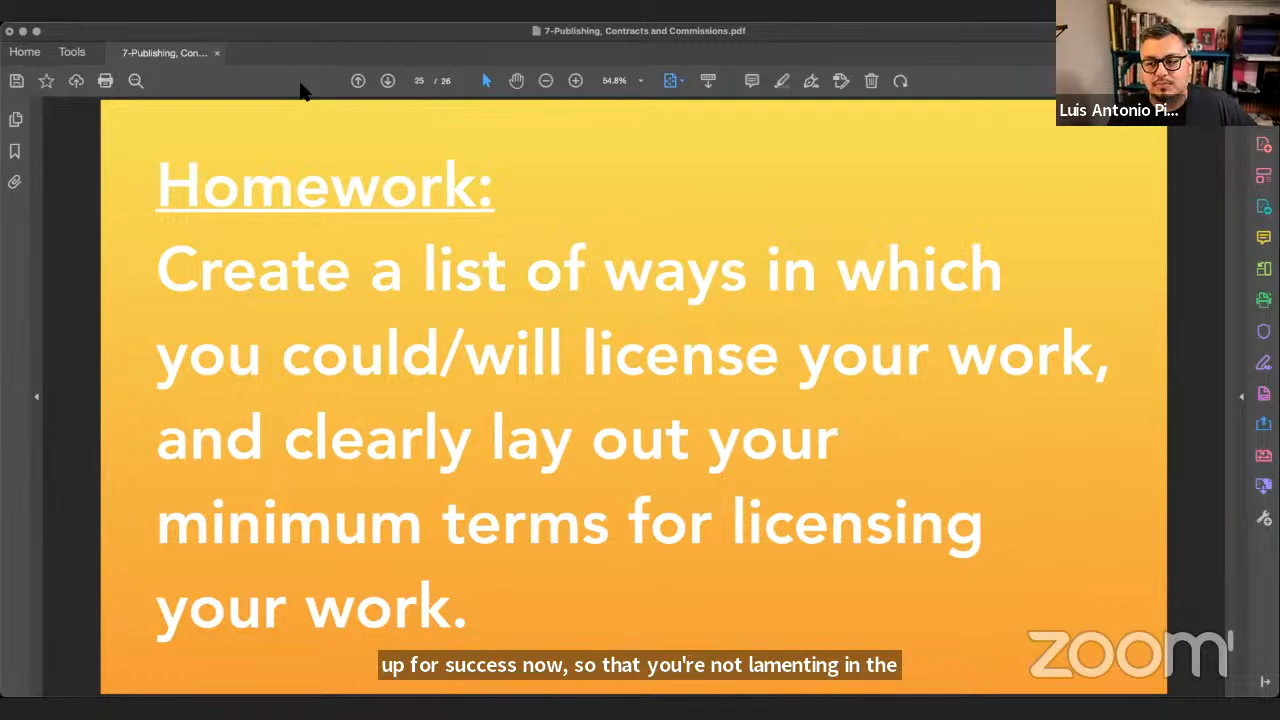 7-Publishing, Contracts and Commissions.pdf
Home
Tools
7-Publishing, Con...
25 / 26
54.8%
Luis Antonio Pi...
Homework:
Create a list of ways in which
you could/will license your work,
and clearly lay out your
minimum terms for licensing
your work.
up for success now, so that you're not lamenting in the
zoom